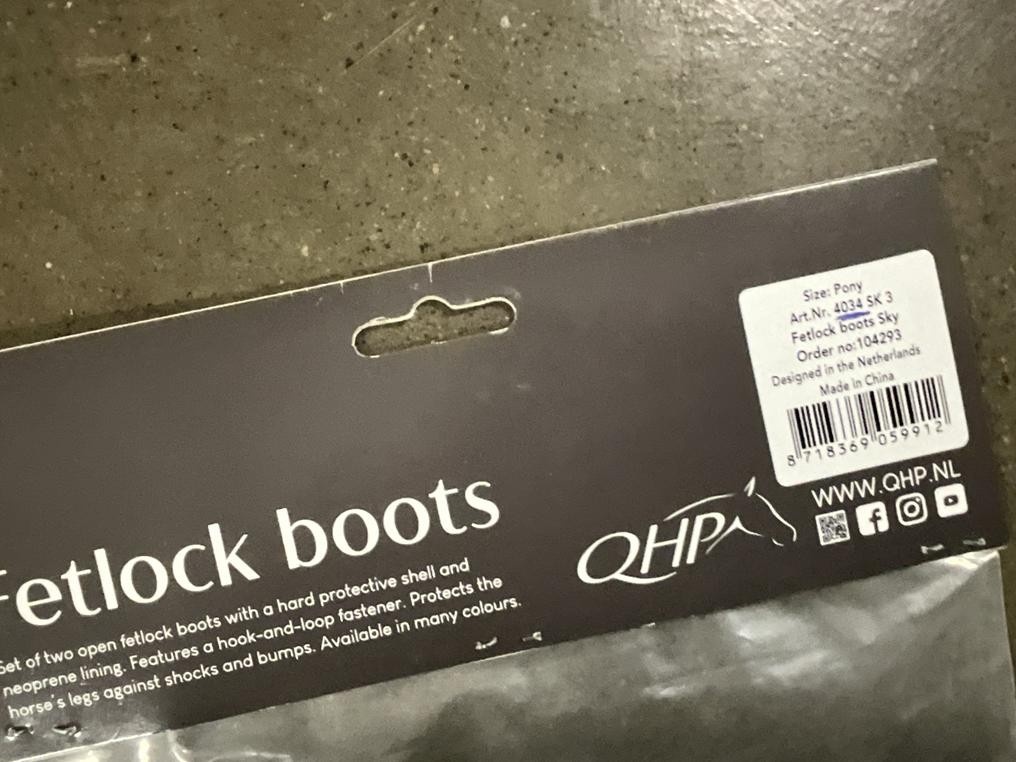 Size: Pony
Art.Nr. 4034 SK 3
Fetlock boots Sky
Order no:104293
Designed in the Netherlands
Made in China
8 718369 059912
WWW.QHP.NL
QHP
Fetlock boots
Set of two open fetlock boots with a hard protective shell and
neoprene lining. Features a hook-and-loop fastener. Protects the
horse's legs against shocks and bumps. Available in many colours.